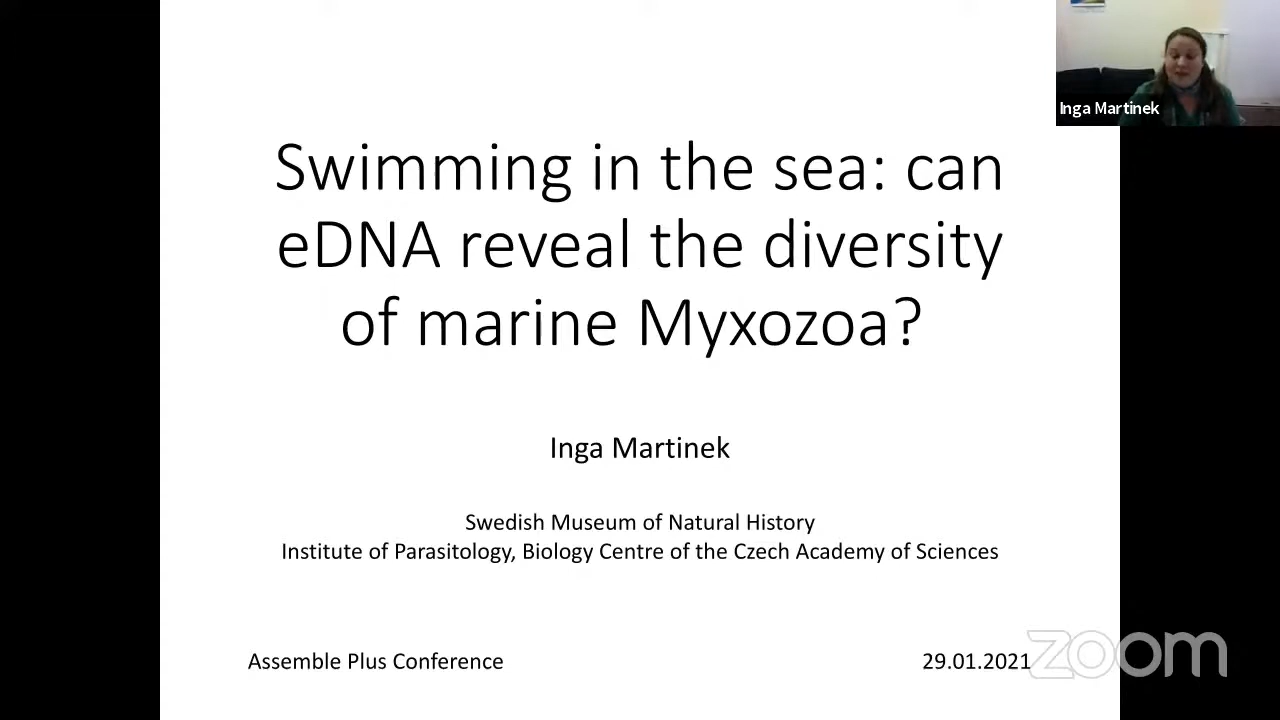 Inga Martinek
Swimming in the sea: can
eDNA reveal the diversity
of marine Myxozoa?
Inga Martinek
Swedish Museum of Natural History
Institute of Parasitology, Biology Centre of the Czech Academy of Sciences
Assemble Plus Conference
29.01.2021
zoom